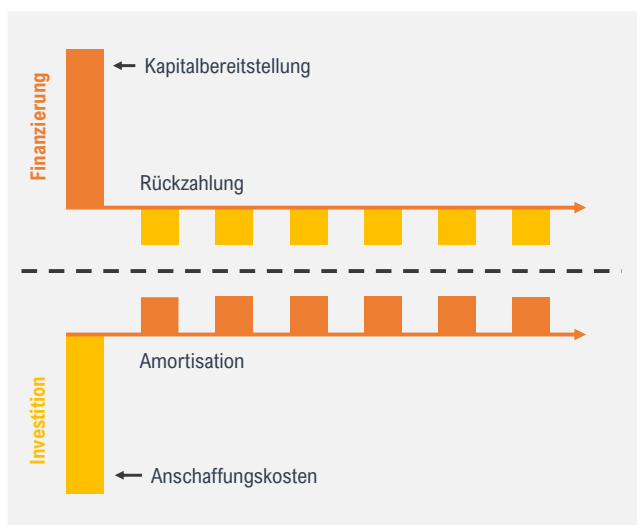 Finanzierung
Kapitalbereitstellung
Rückzahlung
Investition
Amortisation
Anschaffungskosten